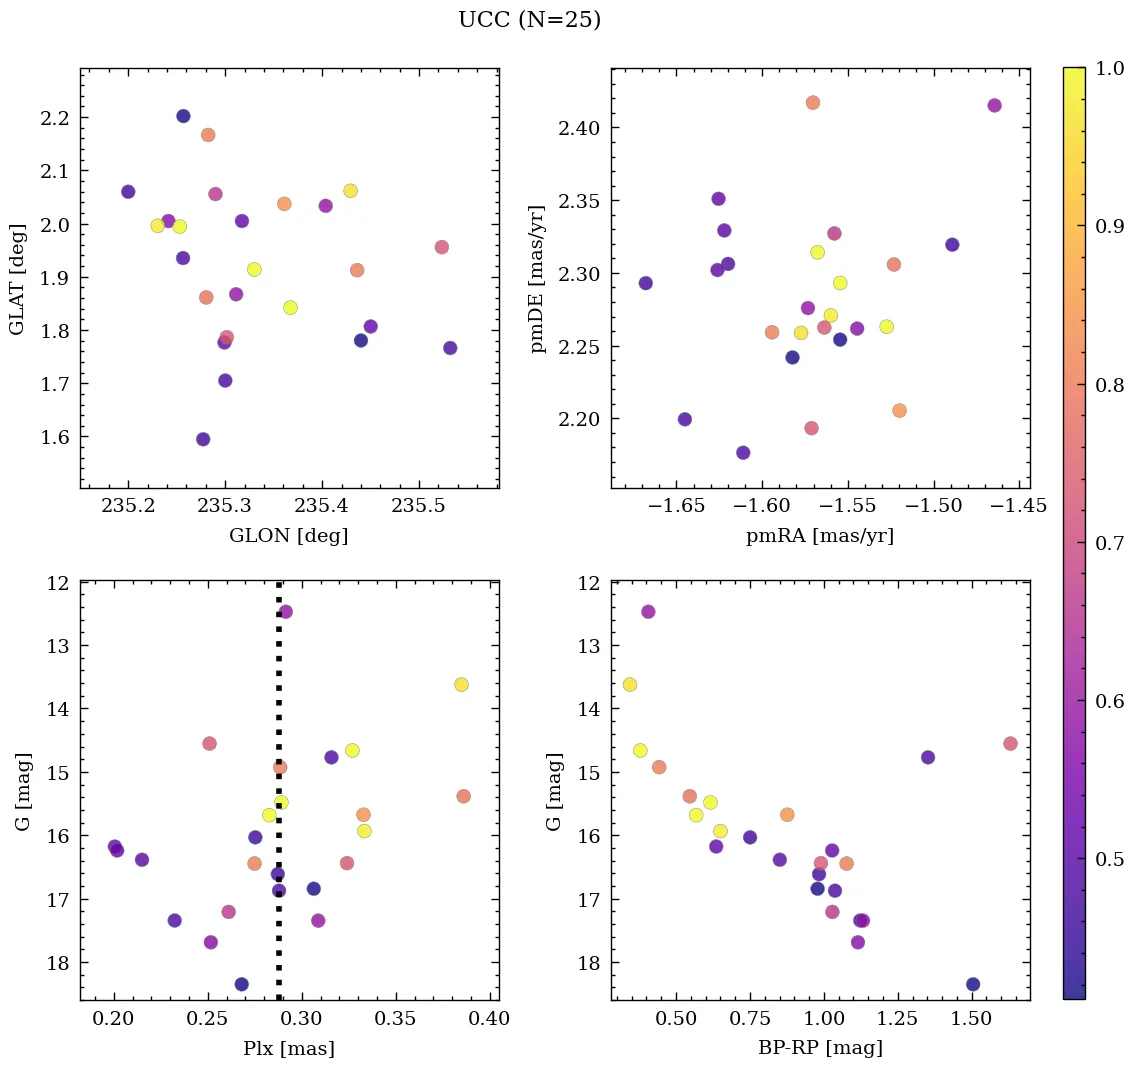 UCC (N=25)
2.2
2.1
2.0
1.9
1.8
1.7
1.6
GLAT [deg]
235.2 235.3 235.4 235.5
GLON [deg]
2.40
2.35
2.30
2.25
2.20
pmDE [mas/yr]
−1.65 −1.60 −1.55 −1.50 −1.45
pmRA [mas/yr]
12
13
14
15
16
17
18
G [mag]
0.20 0.25 0.30 0.35 0.40
Plx [mas]
12
13
14
15
16
17
18
G [mag]
0.50 0.75 1.00 1.25 1.50
BP-RP [mag]
1.0
0.9
0.8
0.7
0.6
0.5